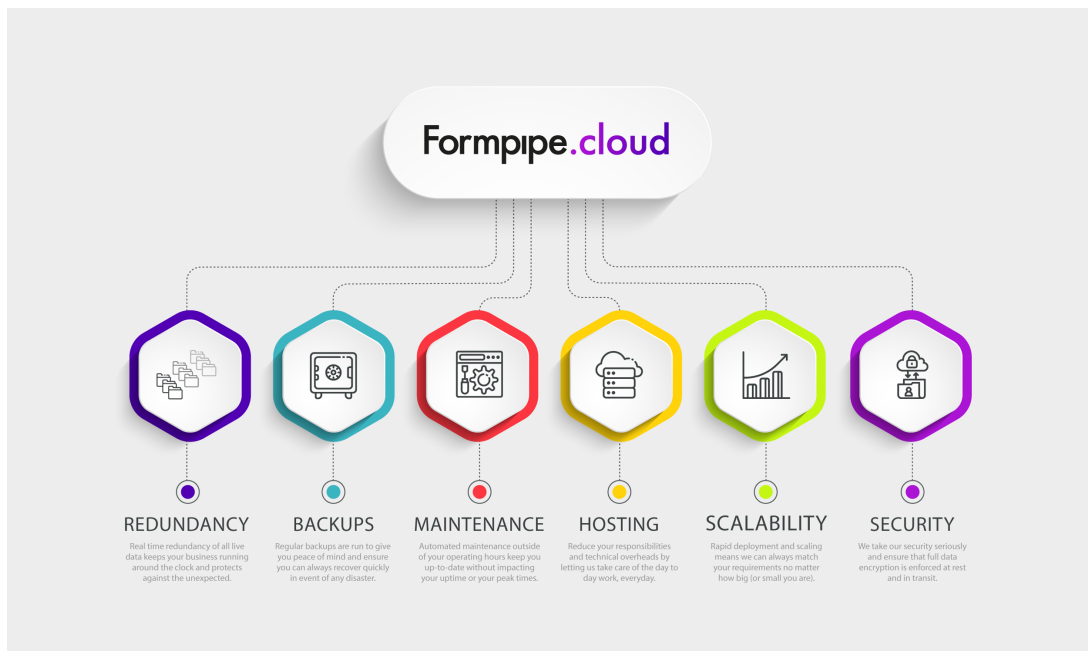 Formpipe.cloud
REDUNDANCY
Real time redundancy of all live
data keeps your business running
around the clock and protects
against the unexpected.
BACKUPS
Regular backups are run to give
you peace of mind and ensure
you can always recover quickly
in event of any disaster.
MAINTENANCE
Automated maintenance outside
of your operating hours keep you
up-to-date without impacting
your uptime or your peak times.
HOSTING
Reduce your responsibilities
and technical overheads by
letting us take care of the day to
day work, everyday.
SCALABILITY
Rapid deployment and scaling
means we can always match
your requirements no matter
how big (or small you are).
SECURITY
We take our security seriously
and ensure that full data
encryption is enforced at rest
and in transit.